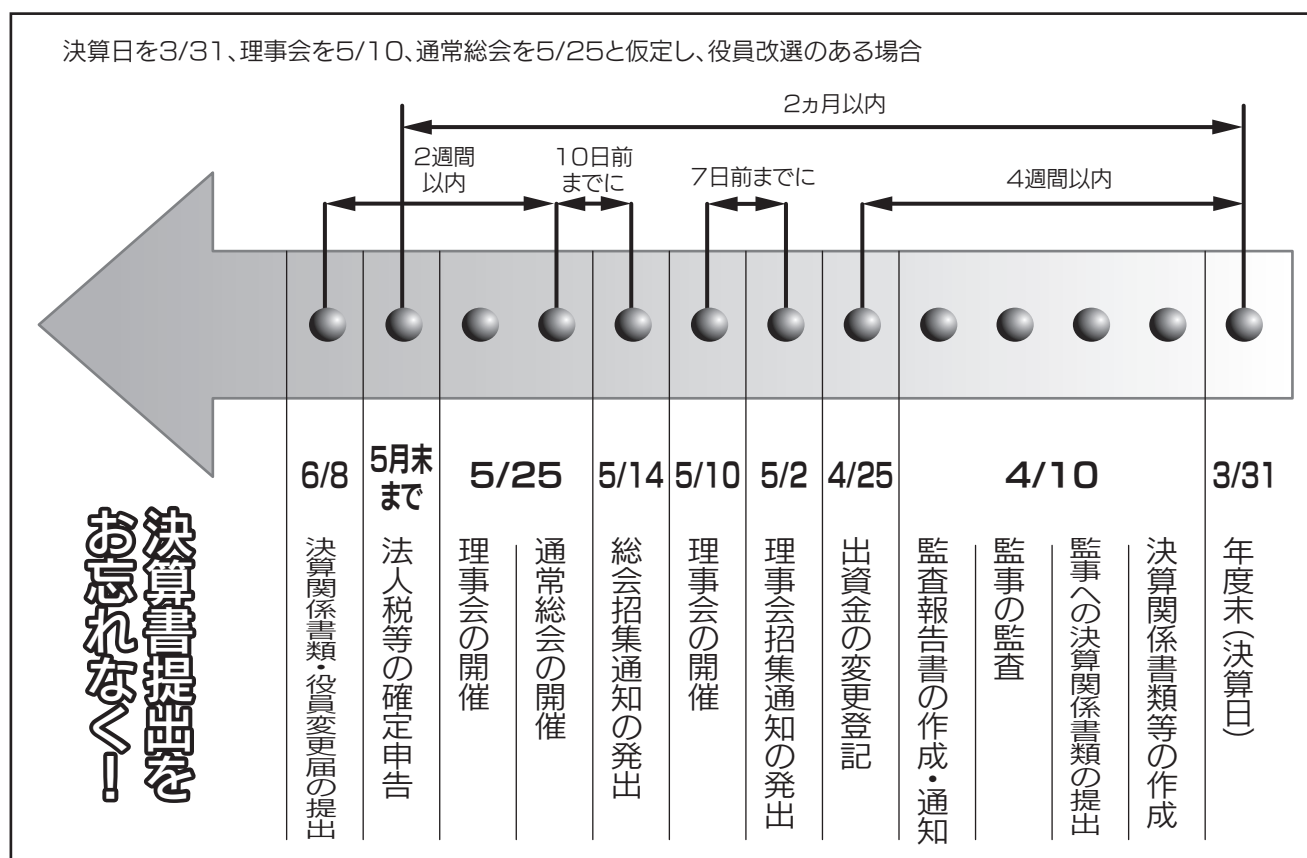 決算日を3/31、理事会を5/10、通常総会を5/25と仮定し、役員改選のある場合
2ヵ月以内
2週間
以内
10日前
までに
7日前までに
4週間以内
3/31
年度末（決算日）
4/10
決算関係書類等の作成
監事への決算関係書類の提出
監事の監査
監査報告書の作成・通知
4/25
出資金の変更登記
5/2
理事会招集通知の発出
5/10
理事会の開催
5/14
総会招集通知の発出
5/25
通常総会の開催
理事会の開催
5月末
まで
法人税等の確定申告
6/8
決算関係書類・役員変更届の提出
決算書提出を
お忘れなく！